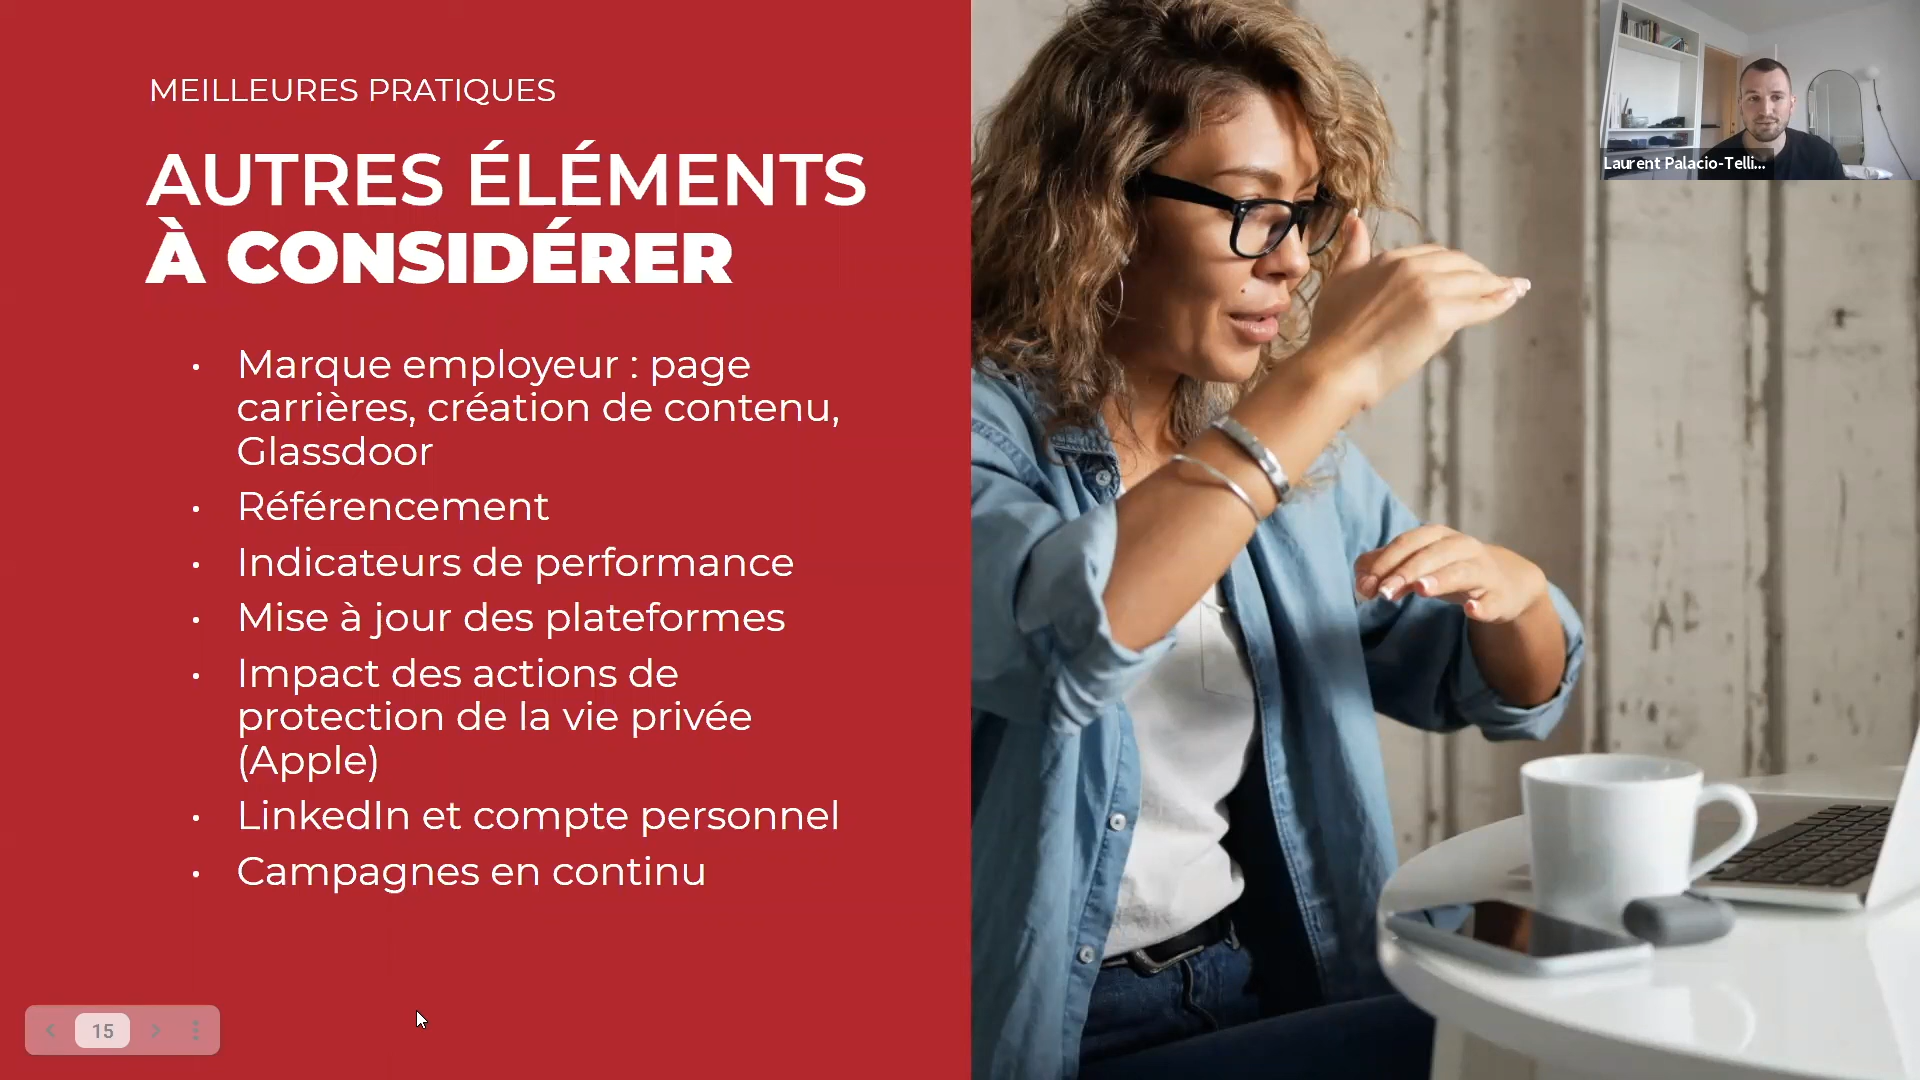 MEILLEURES PRATIQUES
AUTRES ÉLÉMENTS
À CONSIDÉRER
• Marque employeur : page
carrières, création de contenu,
Glassdoor
• Référencement
• Indicateurs de performance
• Mise à jour des plateformes
• Impact des actions de
protection de la vie privée
(Apple)
• LinkedIn et compte personnel
• Campagnes en continu
15
Laurent Palacio-Telli...